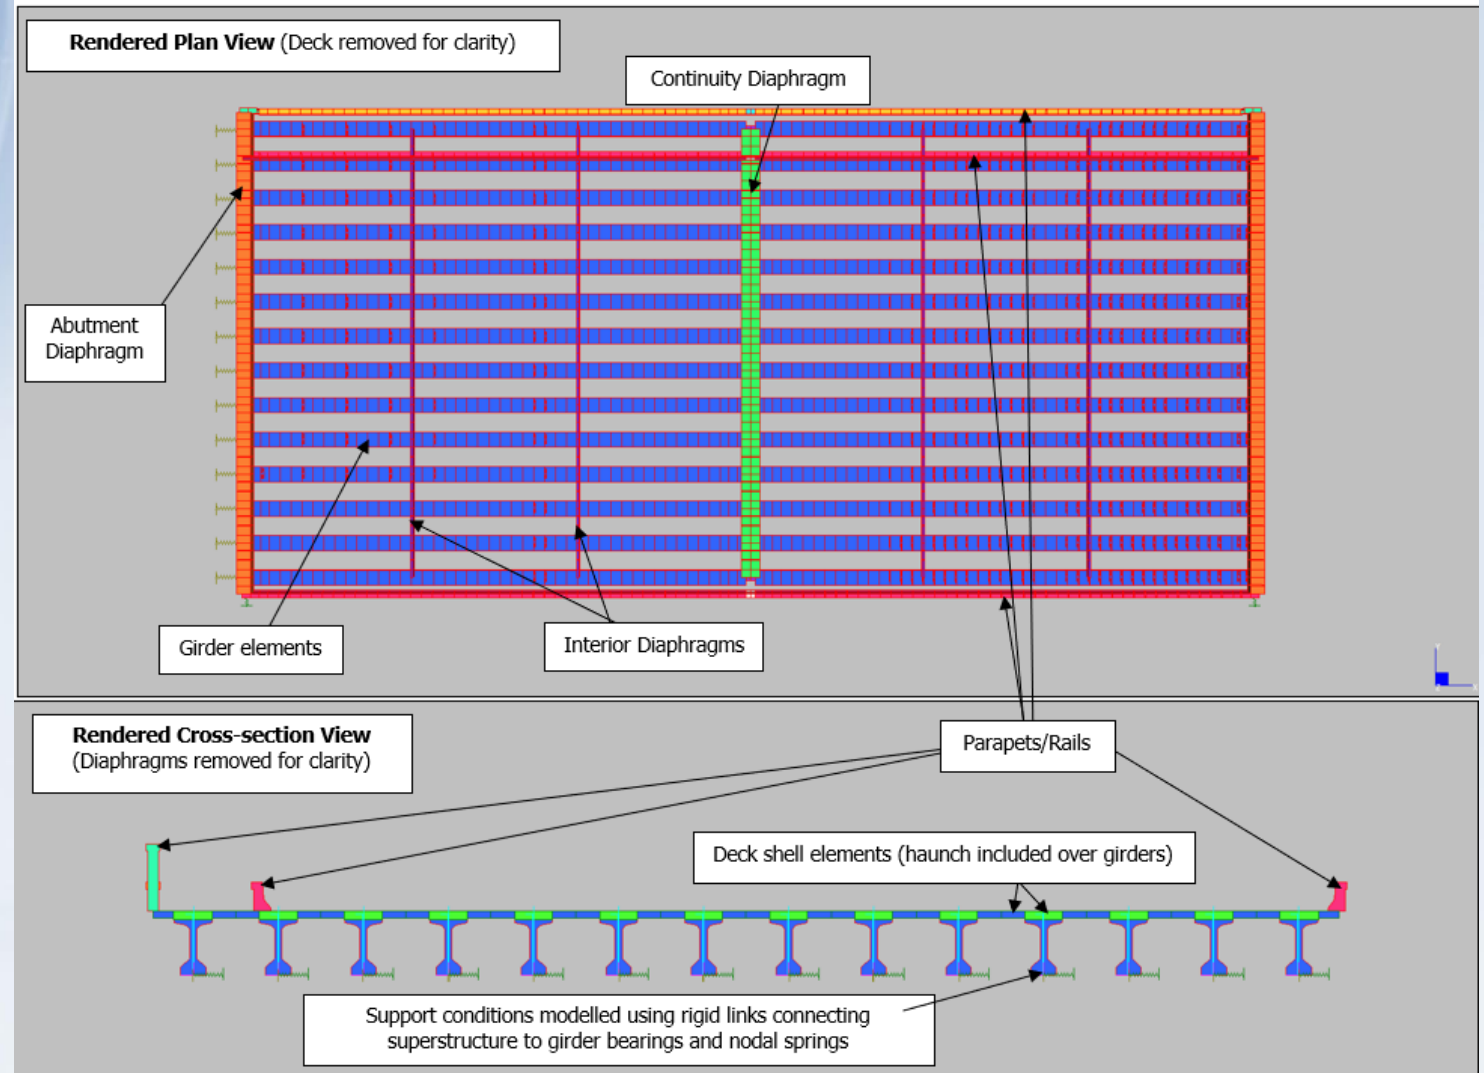 Rendered Plan View (Deck removed for clarity)
Continuity Diaphragm
Abutment
Diaphragm
Girder elements
Interior Diaphragms
Rendered Cross-section View
(Diaphragms removed for clarity)
Parapets/Rails
Deck shell elements (haunch included over girders)
Support conditions modelled using rigid links connecting
superstructure to girder bearings and nodal springs